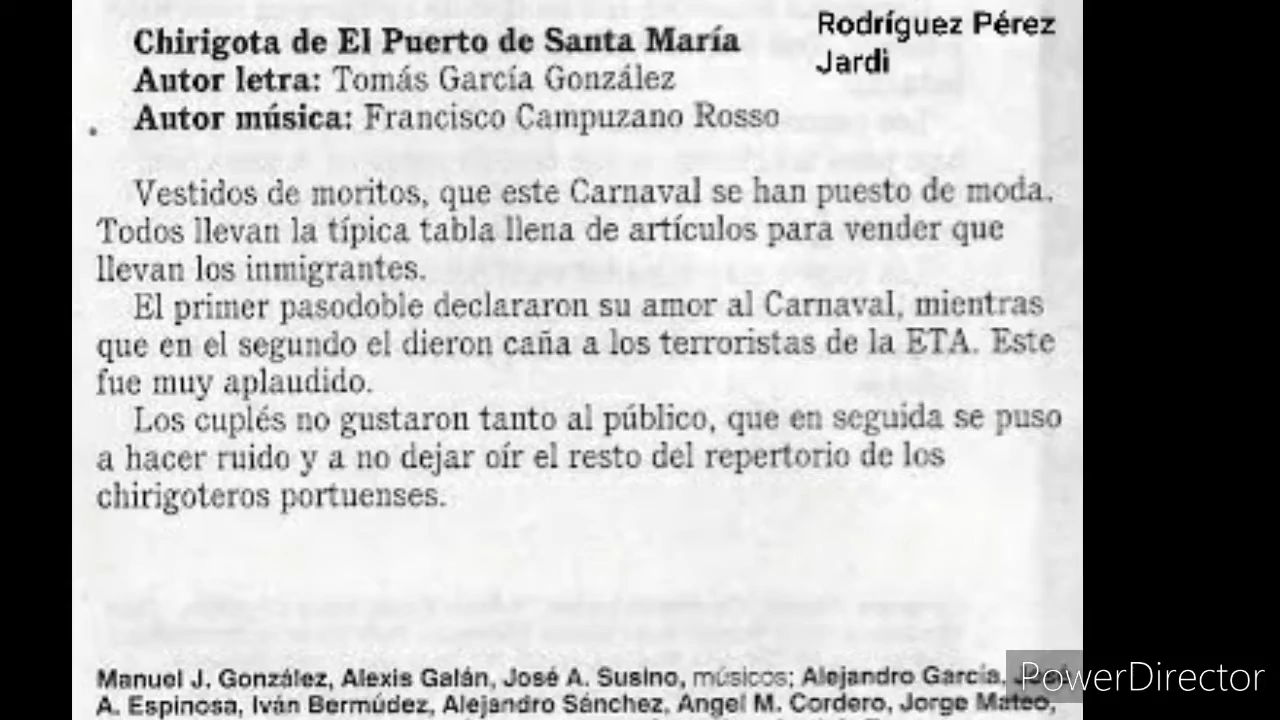 Chirigota de El Puerto de Santa María
Autor letra: Tomás García González
Autor música: Francisco Campuzano Rosso
Rodríguez Pérez
Jardi
Vestidos de moritos, que este Carnaval se han puesto de moda.
Todos llevan la típica tabla llena de artículos para vender que
llevan los inmigrantes.
El primer pasodoble declararon su amor al Carnaval, mientras
que en el segundo el dieron caña a los terroristas de la ETA. Este
fue muy aplaudido.
Los cuplés no gustaron tanto al público, que en seguida se puso
a hacer ruido y a no dejar oír el resto del repertorio de los
chirigoteros portuenses.
Manuel J. González, Alexis Galán, José A. Susino, músicos; Alejandro García,
A. Espinosa, Iván Bermúdez, Alejandro Sánchez, Angel M. Cordero, Jorge Mateo,
PowerDirector